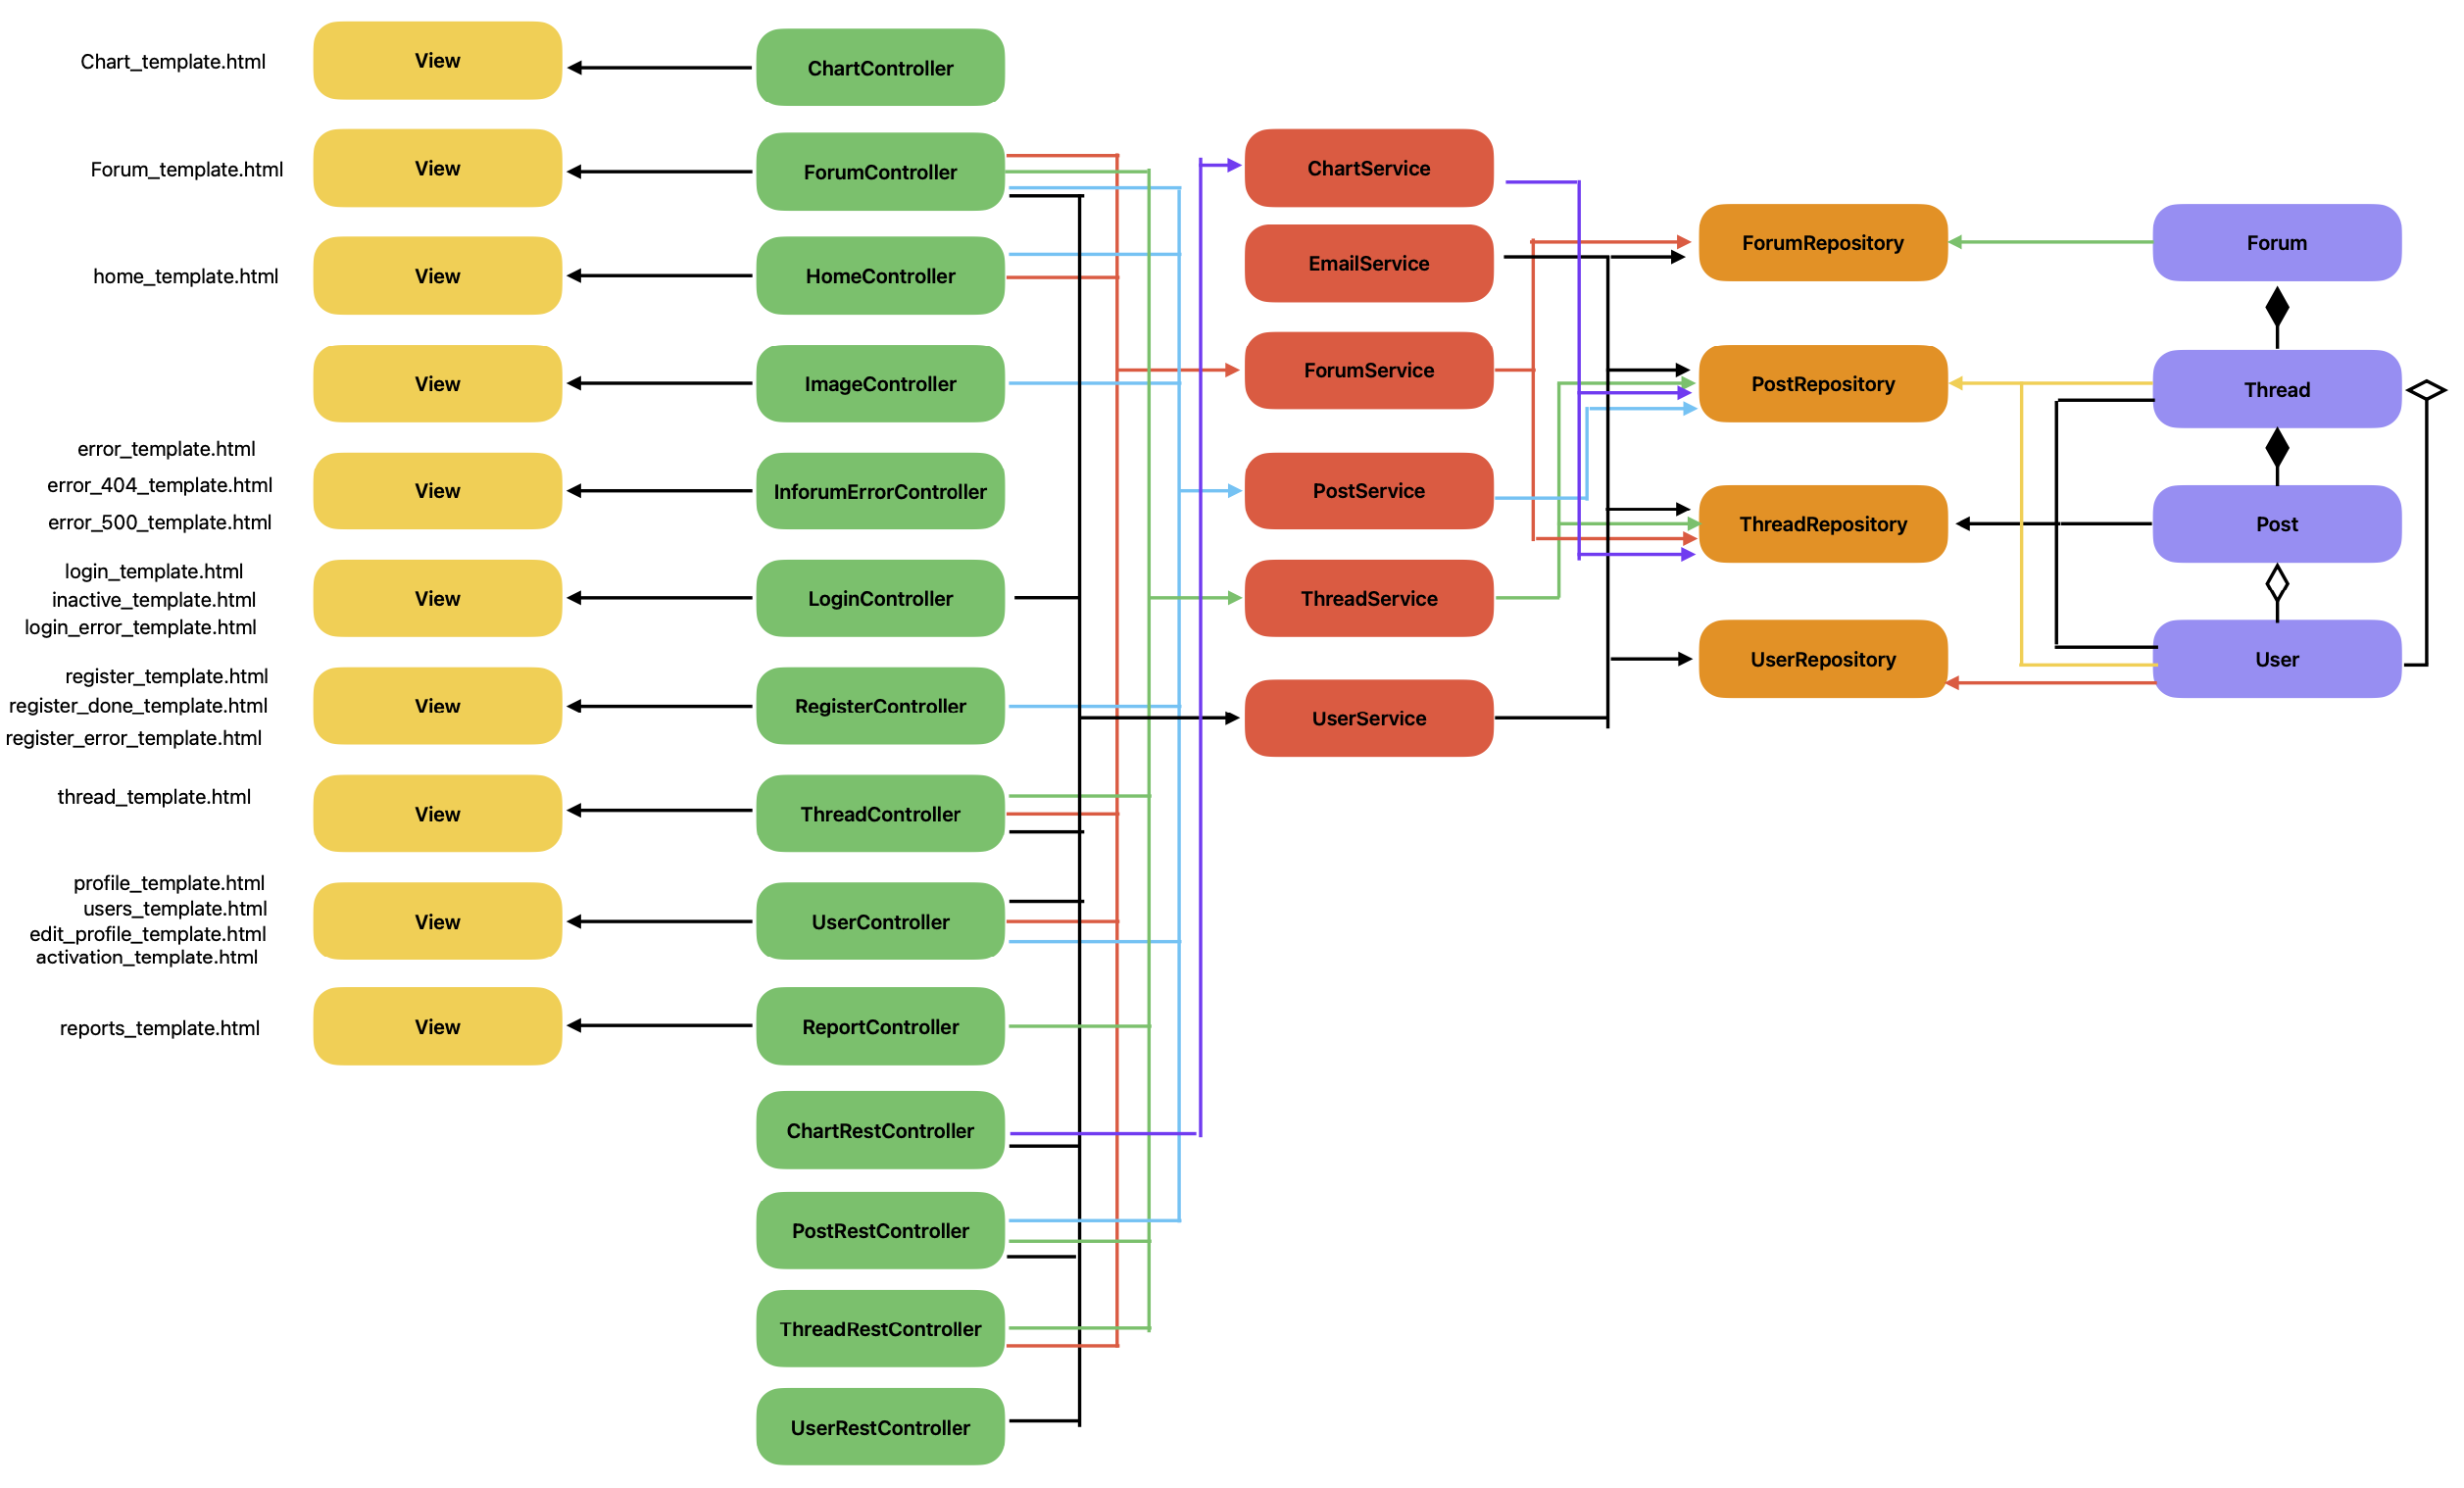 Chart_template.html
View
ChartController
Forum_template.html
View
ForumController
ChartService
ForumRepository
Forum
home_template.html
View
HomeController
EmailService
View
ImageController
ForumService
PostRepository
Thread
error_template.html
error_404_template.html
error_500_template.html
View
InforumErrorController
PostService
ThreadRepository
Post
login_template.html
inactive_template.html
login_error_template.html
View
LoginController
ThreadService
UserRepository
User
register_template.html
register_done_template.html
register_error_template.html
View
RegisterController
UserService
thread_template.html
View
ThreadController
profile_template.html
users_template.html
edit_profile_template.html
activation_template.html
View
UserController
reports_template.html
View
ReportController
ChartRestController
PostRestController
ThreadRestController
UserRestController